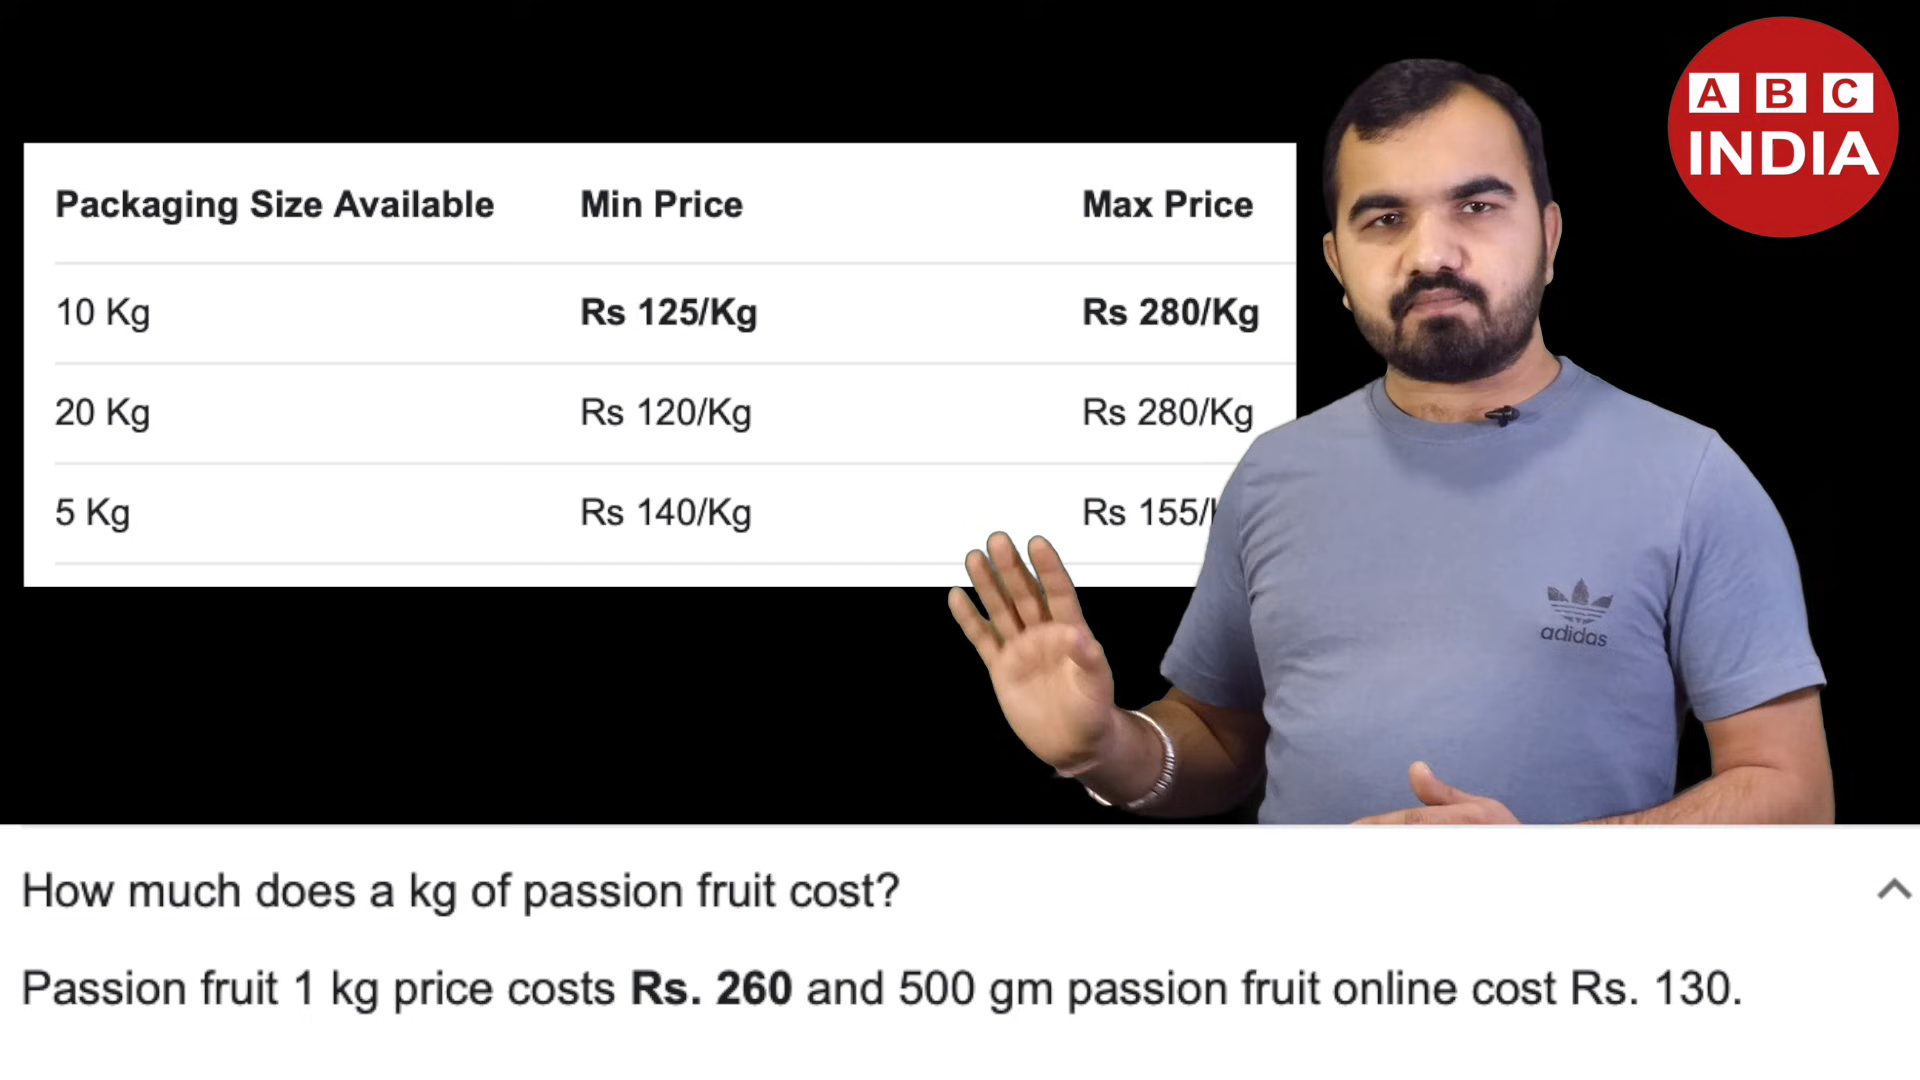 A B C
INDIA
Packaging Size Available Min Price Max Price
10 Kg Rs 125/Kg Rs 280/Kg
20 Kg Rs 120/Kg Rs 280/Kg
5 Kg Rs 140/Kg Rs 155/
adidas
How much does a kg of passion fruit cost?
Passion fruit 1 kg price costs Rs. 260 and 500 gm passion fruit online cost Rs. 130.